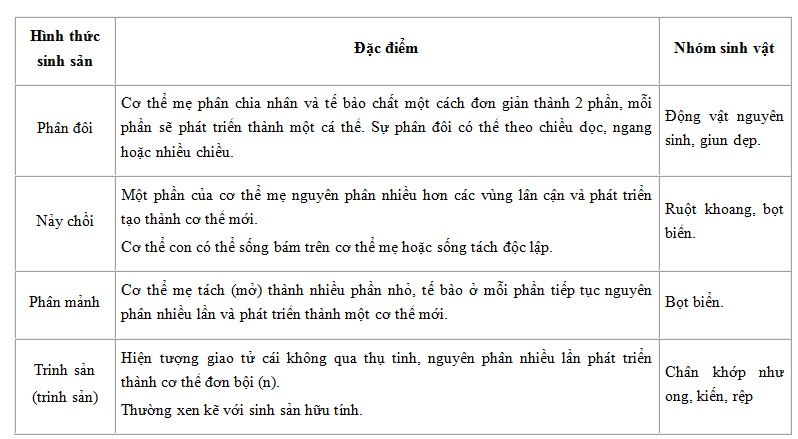 Hình thức
sinh sản
Đặc điểm
Nhóm sinh vật
Phân đôi
Cơ thể mẹ phân chia nhân và tế bào chất một cách đơn giản thành 2 phần, mỗi
phần sẽ phát triển thành một cá thể. Sự phân đôi có thể theo chiều dọc, ngang
hoặc nhiều chiều.
Động vật nguyên
sinh, giun dẹp.
Nảy chồi
Một phần của cơ thể mẹ nguyên phân nhiều hơn các vùng lân cận và phát triển
tạo thành cơ thể mới.
Cơ thể con có thể sống bám trên cơ thể mẹ hoặc sống tách độc lập.
Ruột khoang, bọt
biển.
Phân mảnh
Cơ thể mẹ tách (mở) thành nhiều phần nhỏ, tế bào ở mỗi phần tiếp tục nguyên
phân nhiều lần và phát triển thành một cơ thể mới.
Bọt biển.
Trinh sản
(trinh sản)
Hiện tượng giao tử cái không qua thụ tinh, nguyên phân nhiều lần phát triển
thành cơ thể đơn bội (n).
Thường xen kẽ với sinh sản hữu tính.
Chân khớp như
ong, kiến, rệp